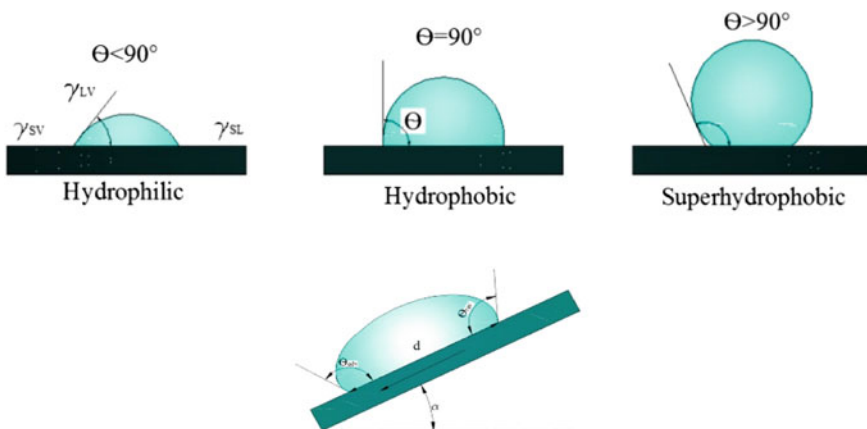 Θ<90°
Θ=90°
Θ>90°
γLV
γSV
γSL
Θ
Hydrophilic
Hydrophobic
Superhydrophobic
d
α